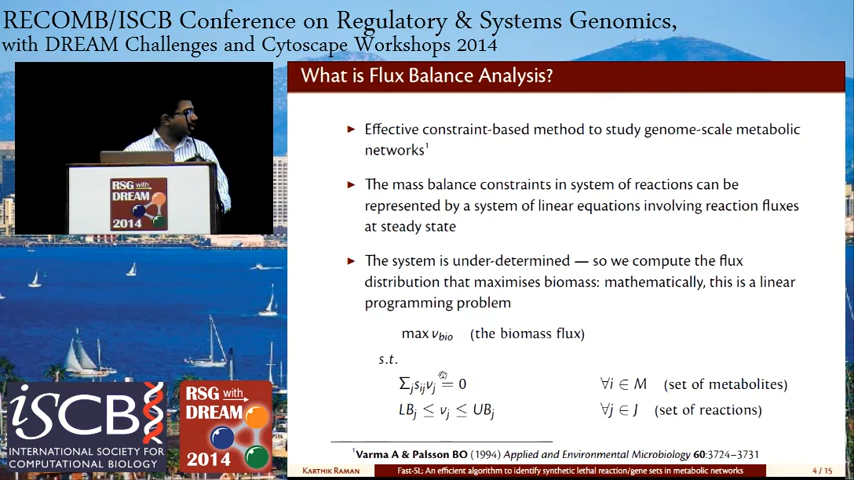 RECOMB/ISCB Conference on Regulatory & Systems Genomics,
with DREAM Challenges and Cytoscape Workshops 2014
RSG with
DREAM
2014
What is Flux Balance Analysis?
▶ Effective constraint-based method to study genome-scale metabolic
networks¹
▶ The mass balance constraints in system of reactions can be
represented by a system of linear equations involving reaction fluxes
at steady state
▶ The system is under-determined — so we compute the flux
distribution that maximises biomass: mathematically, this is a linear
programming problem
max v_bio (the biomass flux)
s.t.
Σ_j s_ij v_j = 0 ∀i ∈ M (set of metabolites)
LB_j ≤ v_j ≤ UB_j ∀j ∈ J (set of reactions)
¹Varma A & Palsson BO (1994) Applied and Environmental Microbiology 60:3724–3731
KARTHIK RAMAN Fast-SL: An efficient algorithm to identify synthetic lethal reaction/gene sets in metabolic networks 4 / 15
iSCB
INTERNATIONAL SOCIETY FOR
COMPUTATIONAL BIOLOGY
RSG with
DREAM
2014